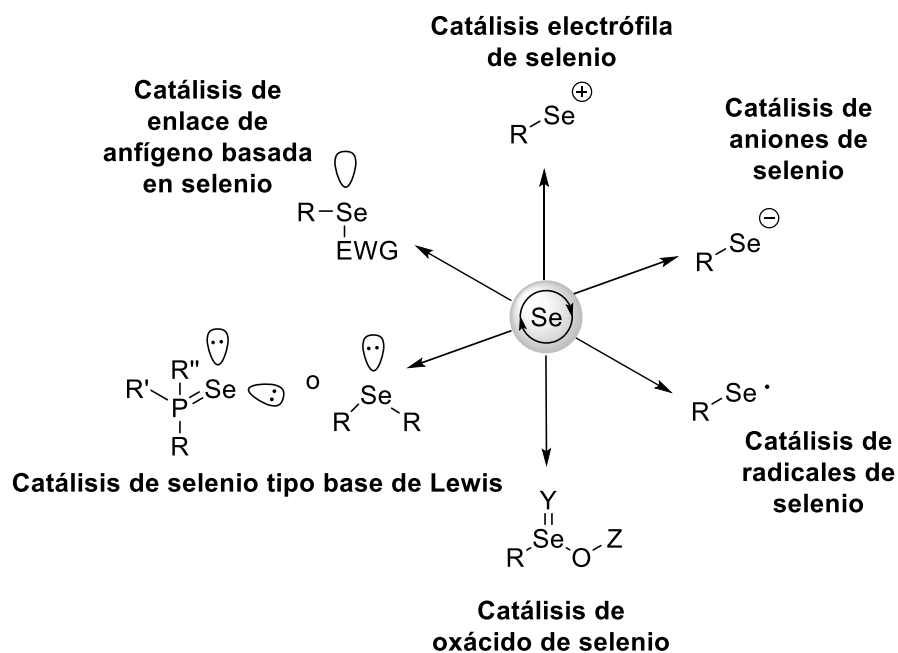 Catálisis electrófila
de selenio
R Se +
Catálisis de
enlace de
anfígeno basada
en selenio
R Se
EWG
Catálisis de
aniones de
selenio
R Se −
Se
R' R" P Se
R
o
Se
R R
Catálisis de selenio tipo base de Lewis
R Se ·
Catálisis de
radicales de
selenio
Y
Se
R O Z
Catálisis de
oxácido de selenio